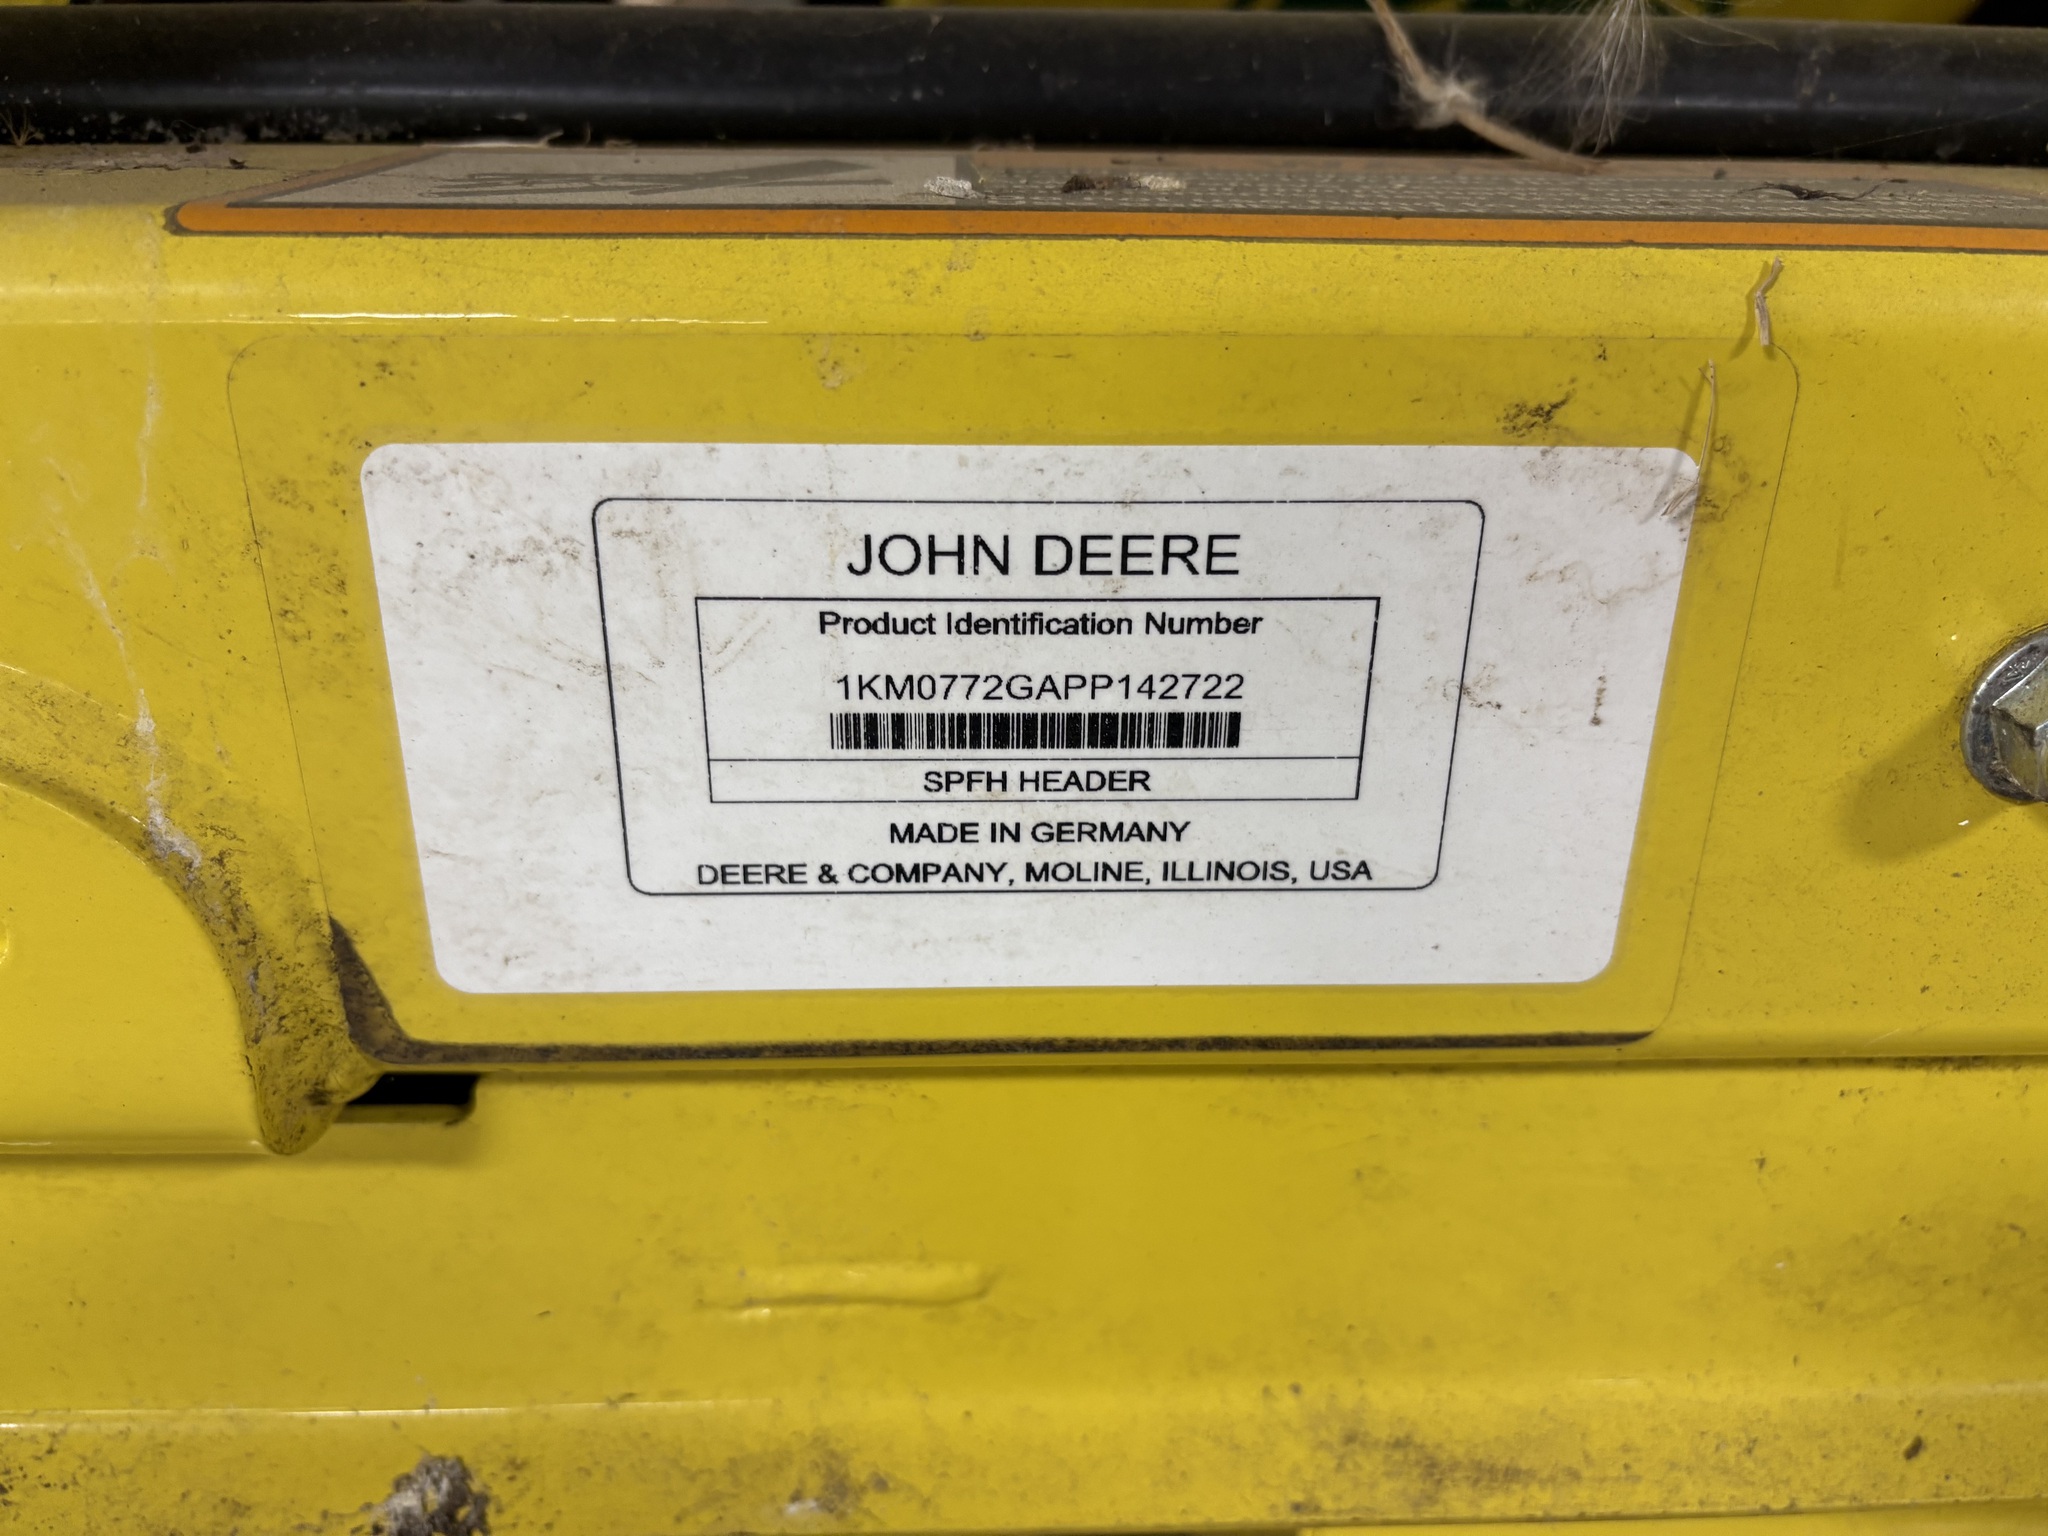 JOHN DEERE
Product Identification Number
1KM0772GAPP142722
SPFH HEADER
MADE IN GERMANY
DEERE & COMPANY, MOLINE, ILLINOIS, USA